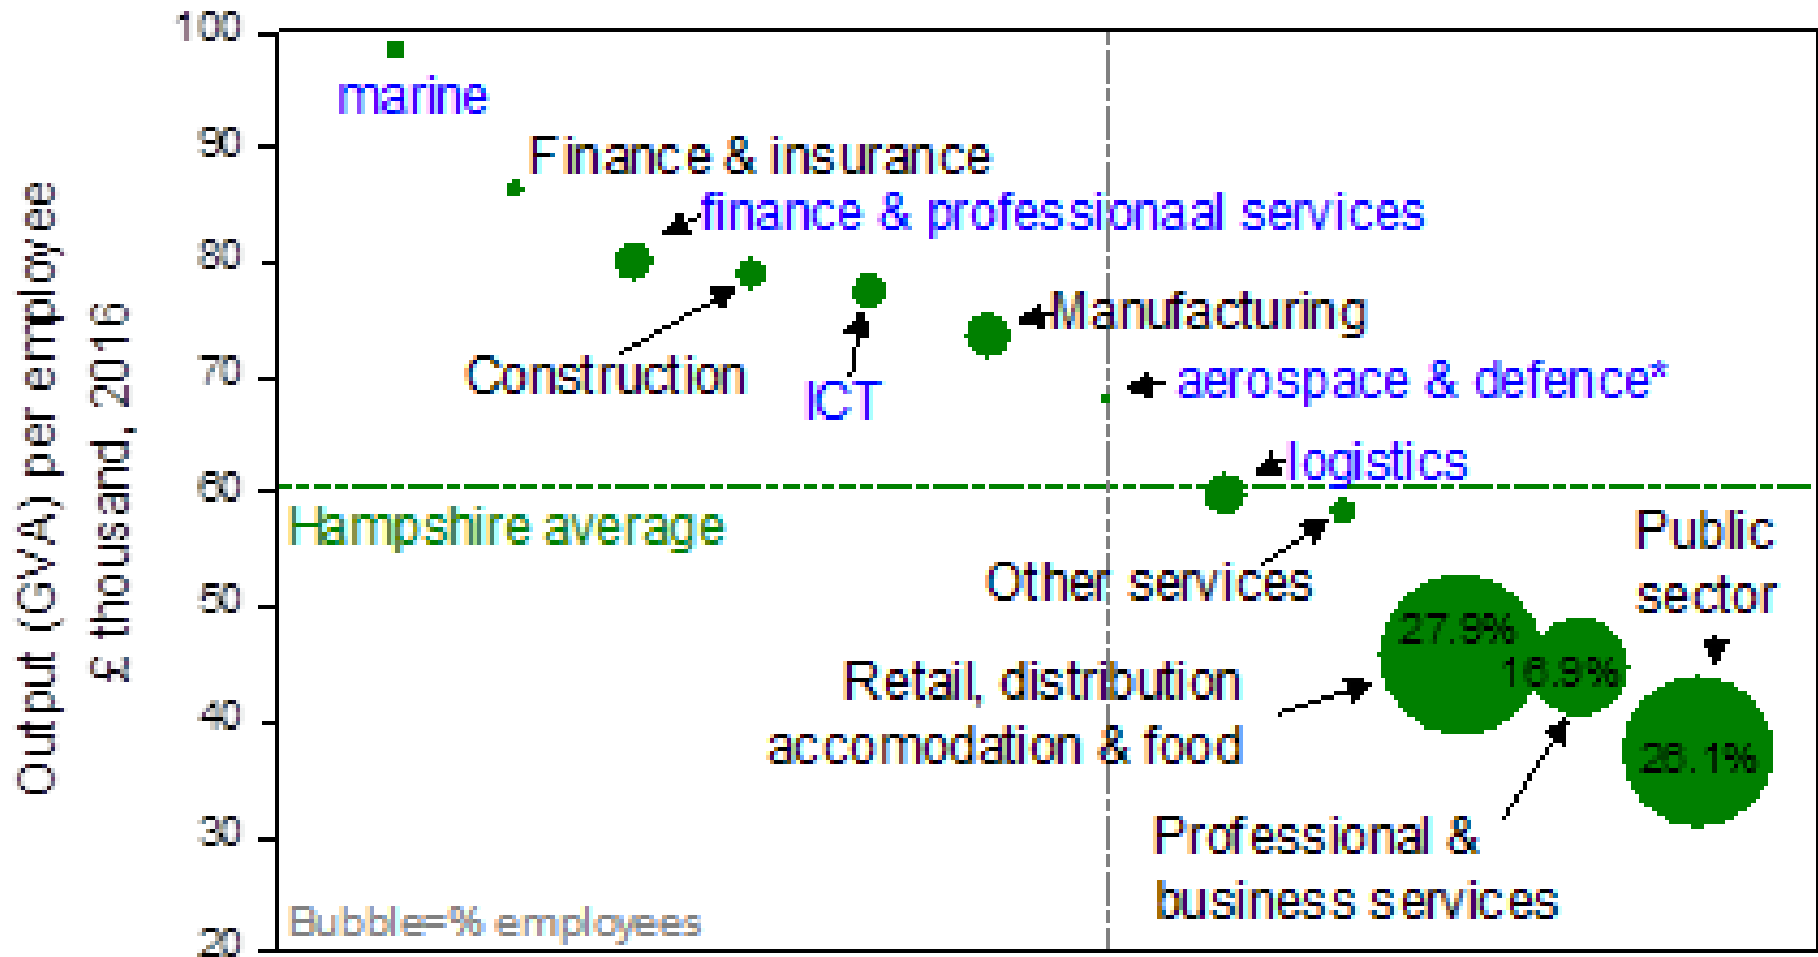 Output (GVA) per employee
£ thousand, 2016
100
90
80
70
60
50
40
30
20
marine
Finance & insurance
finance & professionaal services
Construction
ICT
Manufacturing
aerospace & defence*
logistics
Hampshire average
Other services
Public
sector
27.9%
16.9%
26.1%
Retail, distribution
accomodation & food
Professional &
business services
Bubble=% employees